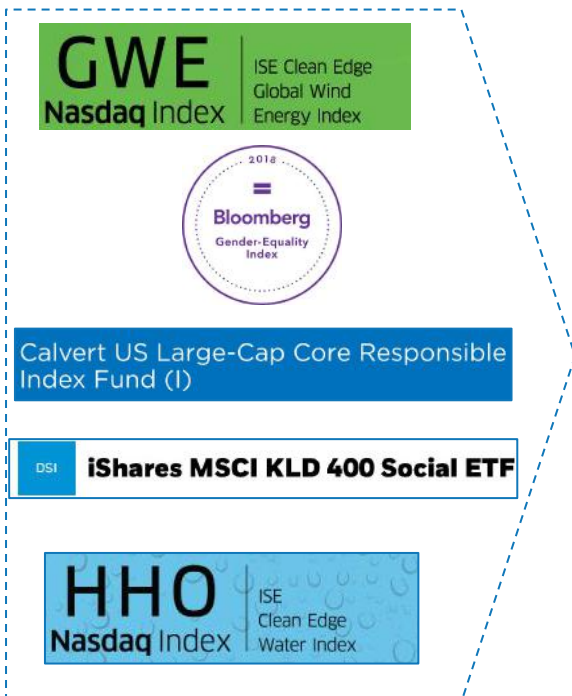 GWE
Nasdaq Index
ISE Clean Edge
Global Wind
Energy Index
2018
=
Bloomberg
Gender-Equality
Index
Calvert US Large-Cap Core Responsible
Index Fund (I)
DSI
iShares MSCI KLD 400 Social ETF
HHO
Nasdaq Index
ISE
Clean Edge
Water Index